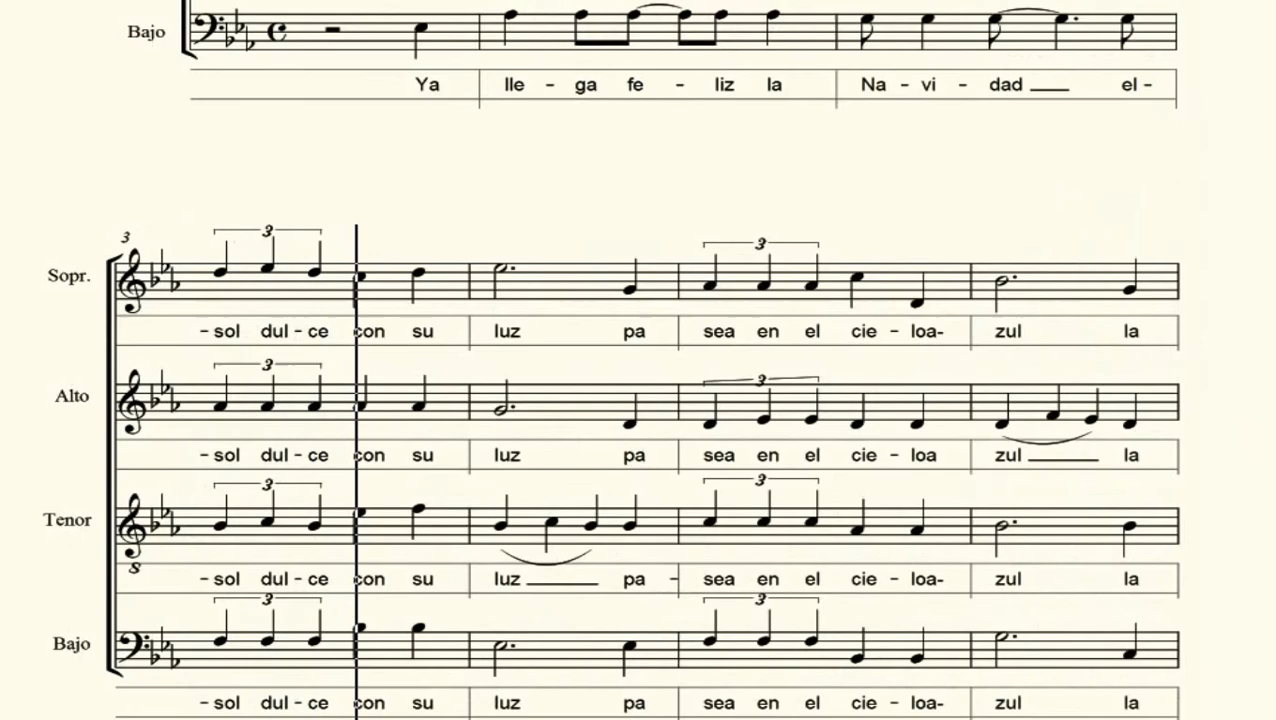 Bajo
Ya lle - ga fe - liz la Na - vi - dad el -
3
3 3
Sopr.
- sol dul - ce con su luz pa sea en el cie - loa- zul la
3 3
Alto
- sol dul - ce con su luz pa sea en el cie - loa zul la
3 3
Tenor
8
- sol dul - ce con su luz pa - sea en el cie - loa- zul la
3 3
Bajo
- sol dul - ce con su luz pa sea en el cie - loa- zul la